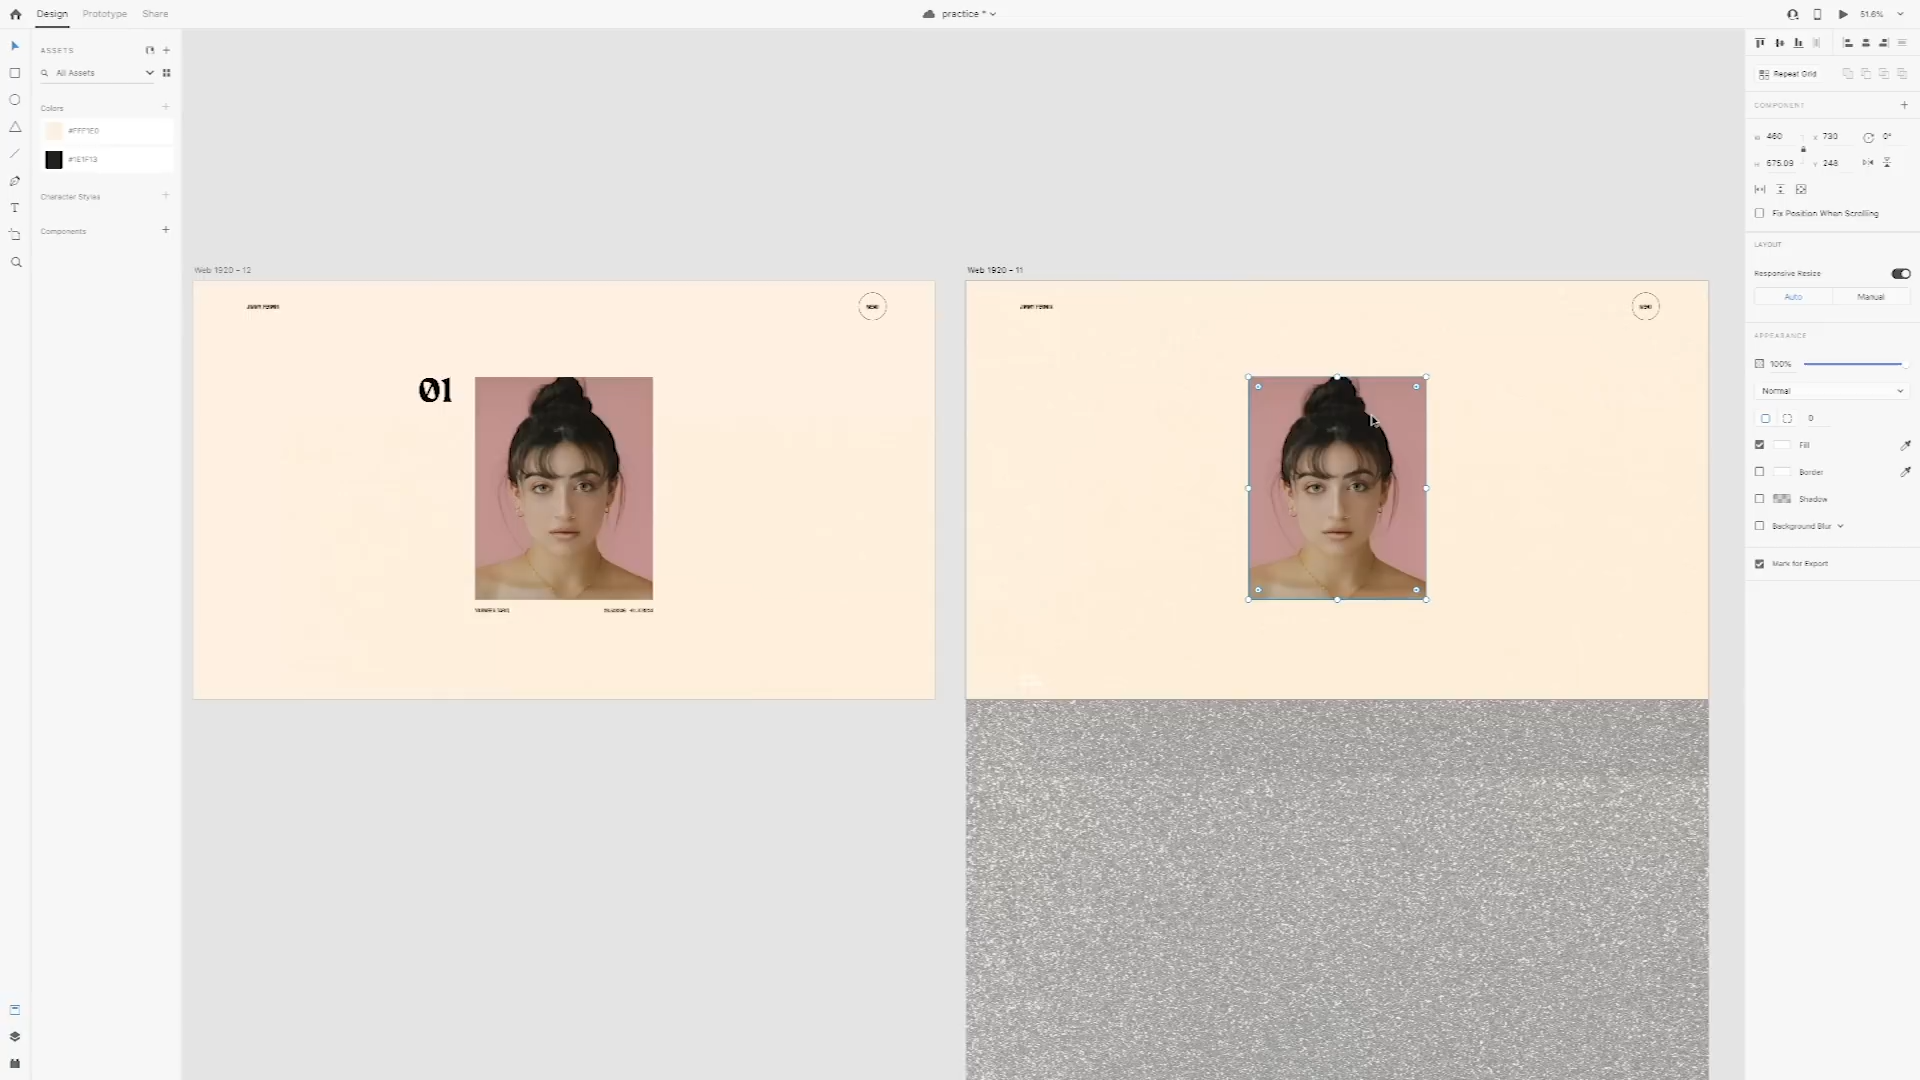 Design Prototype Share
practice *
51.6%
ASSETS
All Assets
Colors
#FFF1E0
#1E1F13
Character Styles
Components
Web 1920 – 12
01
Web 1920 – 11
Repeat Grid
COMPONENT
W 460 X 730 0°
H 575.09 Y 248
Fix Position When Scrolling
LAYOUT
Responsive Resize
Auto Manual
APPEARANCE
100%
Normal
0
Fill
Border
Shadow
Background Blur
Mark for Export